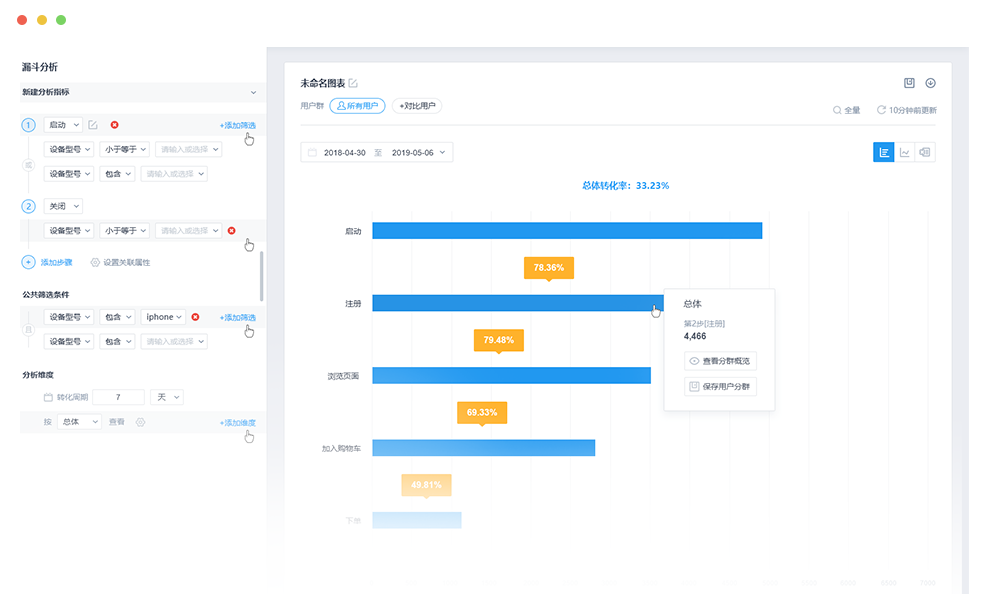 漏斗分析
新建分析指标
1 启动
+添加筛选
设备型号 小于等于 请输入或选择
或
设备型号 包含 请输入或选择
2 关闭
设备型号 小于等于 请输入或选择
+ 添加步骤 设置关联属性
公共筛选条件
设备型号 包含 iphone
+添加筛选
且
设备型号 包含 请输入或选择
分析维度
转化周期 7 天
按 总体 查看
+添加维度
未命名图表
用户群 所有用户 +对比用户
全量 10分钟前更新
2018-04-30 至 2019-05-06
总体转化率：33.23%
启动
78.36%
注册
79.48%
浏览页面
69.33%
加入购物车
49.81%
下单
总体
第2步[注册]
4,466
查看分群概览
保存用户分群